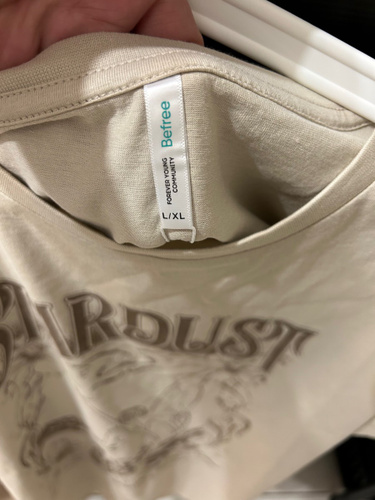 Befree
FOREVER YOUNG
COMMUNITY
L/XL
STARDUST